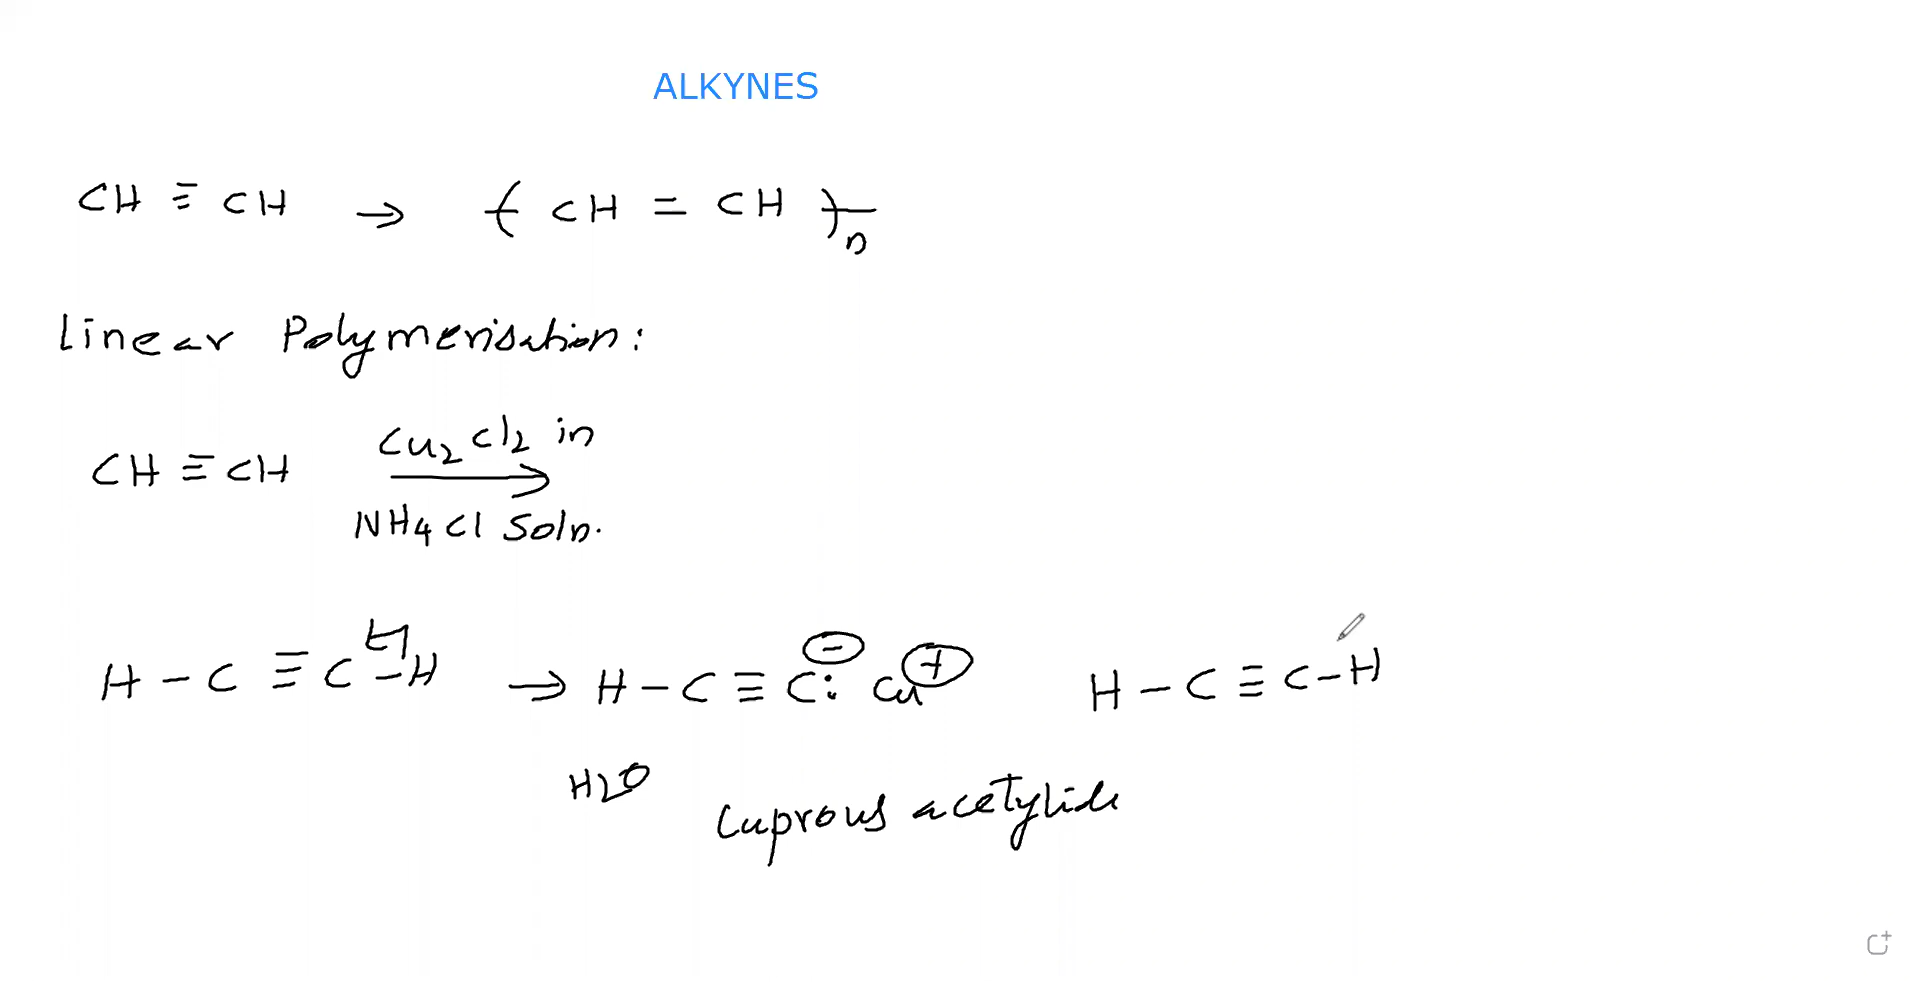 ALKYNES
CH ≡ CH → ( CH = CH )n
Linear Polymerisation:
CH ≡ CH Cu2Cl2 in → NH4Cl Soln.
H - C ≡ C - H → H - C ≡ C:⊖ Cu⊕ H - C ≡ C - H
H2O
Cuprous acetylide